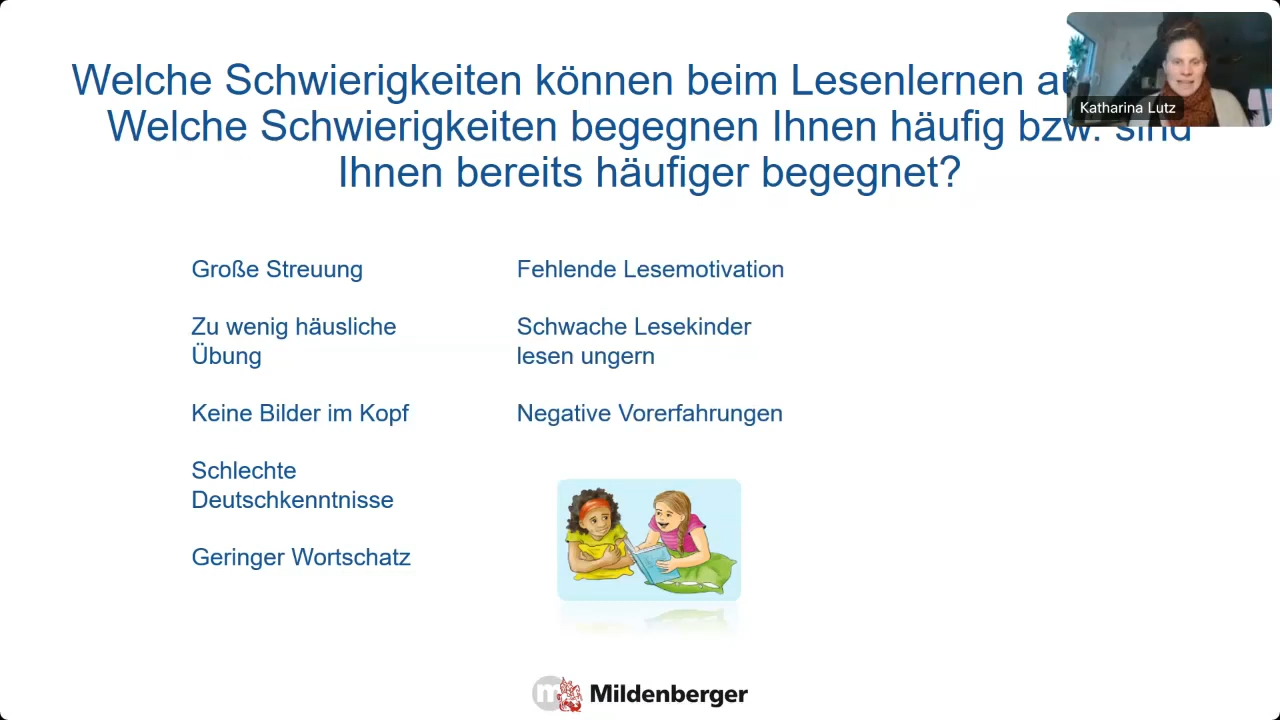 Welche Schwierigkeiten können beim Lesenlernen
Welche Schwierigkeiten begegnen Ihnen häufig bzw. sind
Ihnen bereits häufiger begegnet?
Katharina Lutz
Große Streuung
Zu wenig häusliche
Übung
Keine Bilder im Kopf
Schlechte
Deutschkenntnisse
Geringer Wortschatz
Fehlende Lesemotivation
Schwache Lesekinder
lesen ungern
Negative Vorerfahrungen
m Mildenberger